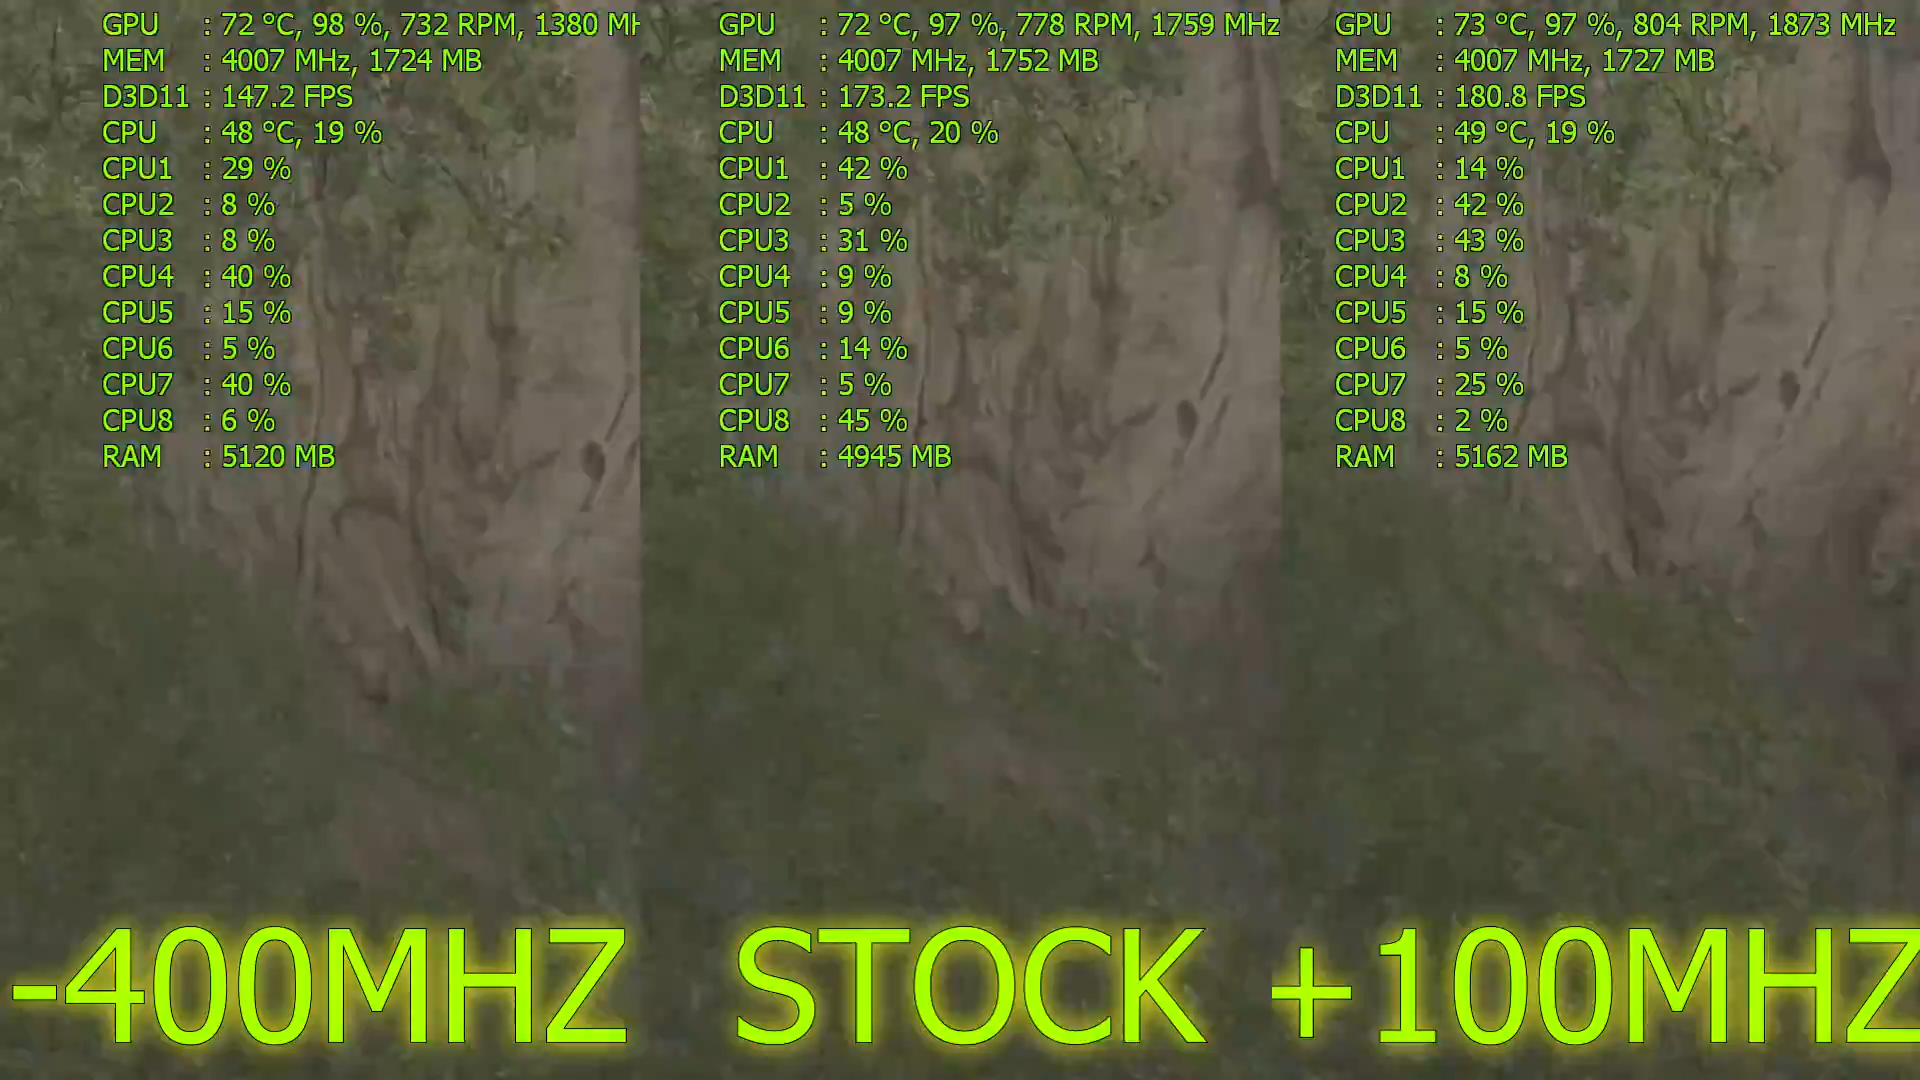 GPU : 72 °C, 98 %, 732 RPM, 1380 MH
MEM : 4007 MHz, 1724 MB
D3D11 : 147.2 FPS
CPU : 48 °C, 19 %
CPU1 : 29 %
CPU2 : 8 %
CPU3 : 8 %
CPU4 : 40 %
CPU5 : 15 %
CPU6 : 5 %
CPU7 : 40 %
CPU8 : 6 %
RAM : 5120 MB
-400MHZ
GPU : 72 °C, 97 %, 778 RPM, 1759 MHz
MEM : 4007 MHz, 1752 MB
D3D11 : 173.2 FPS
CPU : 48 °C, 20 %
CPU1 : 42 %
CPU2 : 5 %
CPU3 : 31 %
CPU4 : 9 %
CPU5 : 9 %
CPU6 : 14 %
CPU7 : 5 %
CPU8 : 45 %
RAM : 4945 MB
STOCK
GPU : 73 °C, 97 %, 804 RPM, 1873 MHz
MEM : 4007 MHz, 1727 MB
D3D11 : 180.8 FPS
CPU : 49 °C, 19 %
CPU1 : 14 %
CPU2 : 42 %
CPU3 : 43 %
CPU4 : 8 %
CPU5 : 15 %
CPU6 : 5 %
CPU7 : 25 %
CPU8 : 2 %
RAM : 5162 MB
+100MHZ